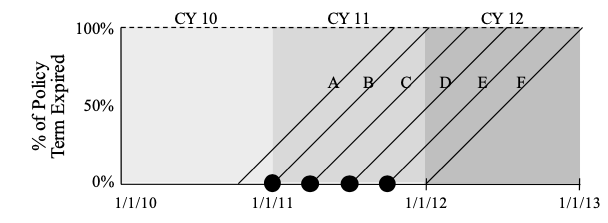 CY 10 CY 11 CY 12
100%
A B C D E F
% of Policy
Term Expired
50%
0%
1/1/10 1/1/11 1/1/12 1/1/13